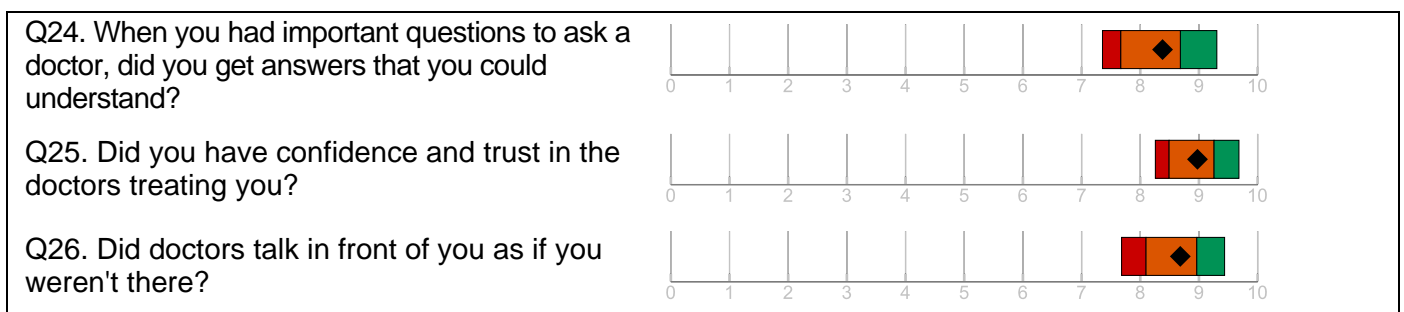 Q24. When you had important questions to ask a
doctor, did you get answers that you could
understand?
0 1 2 3 4 5 6 7 8 9 10
Q25. Did you have confidence and trust in the
doctors treating you?
0 1 2 3 4 5 6 7 8 9 10
Q26. Did doctors talk in front of you as if you
weren't there?
0 1 2 3 4 5 6 7 8 9 10